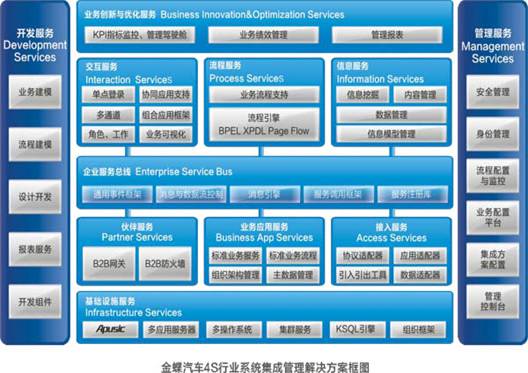 开发服务
Development
Services
业务建模
流程建模
设计开发
报表服务
开发组件
业务创新与优化服务 Business Innovation&Optimization Services
KPI指标监控、管理驾驶舱
业务绩效管理
管理报表
交互服务
Interaction ServiceS
单点登录
协同应用支持
多通道
组合应用框架
角色、工作
业务可视化
流程服务
Process ServiceS
业务流程支持
流程引擎
BPEL XPDL Page Flow
信息服务
Information Services
信息挖掘
内容管理
数据管理
信息模型管理
企业服务总线 Enterprise Service Bus
通用事件框架
消息与数据流控制
消息引擎
服务调用框架
服务注册库
伙伴服务
Partner Services
B2B网关
B2B防火墙
业务应用服务
Business App Services
标准业务服务
标准业务流程
组织架构管理
主数据管理
接入服务
Access Services
协议适配器
应用适配器
引入引出工具
数据适配器
基础设施服务
Infrastructure Services
Apusic
多应用服务器
多操作系统
集群服务
KSQL引擎
组织框架
管理服务
Management
Services
安全管理
身份管理
流程配置
与监控
业务配置
平台
集成方
案配置
管理
控制台
金蝶汽车4S行业系统集成管理解决方案框图